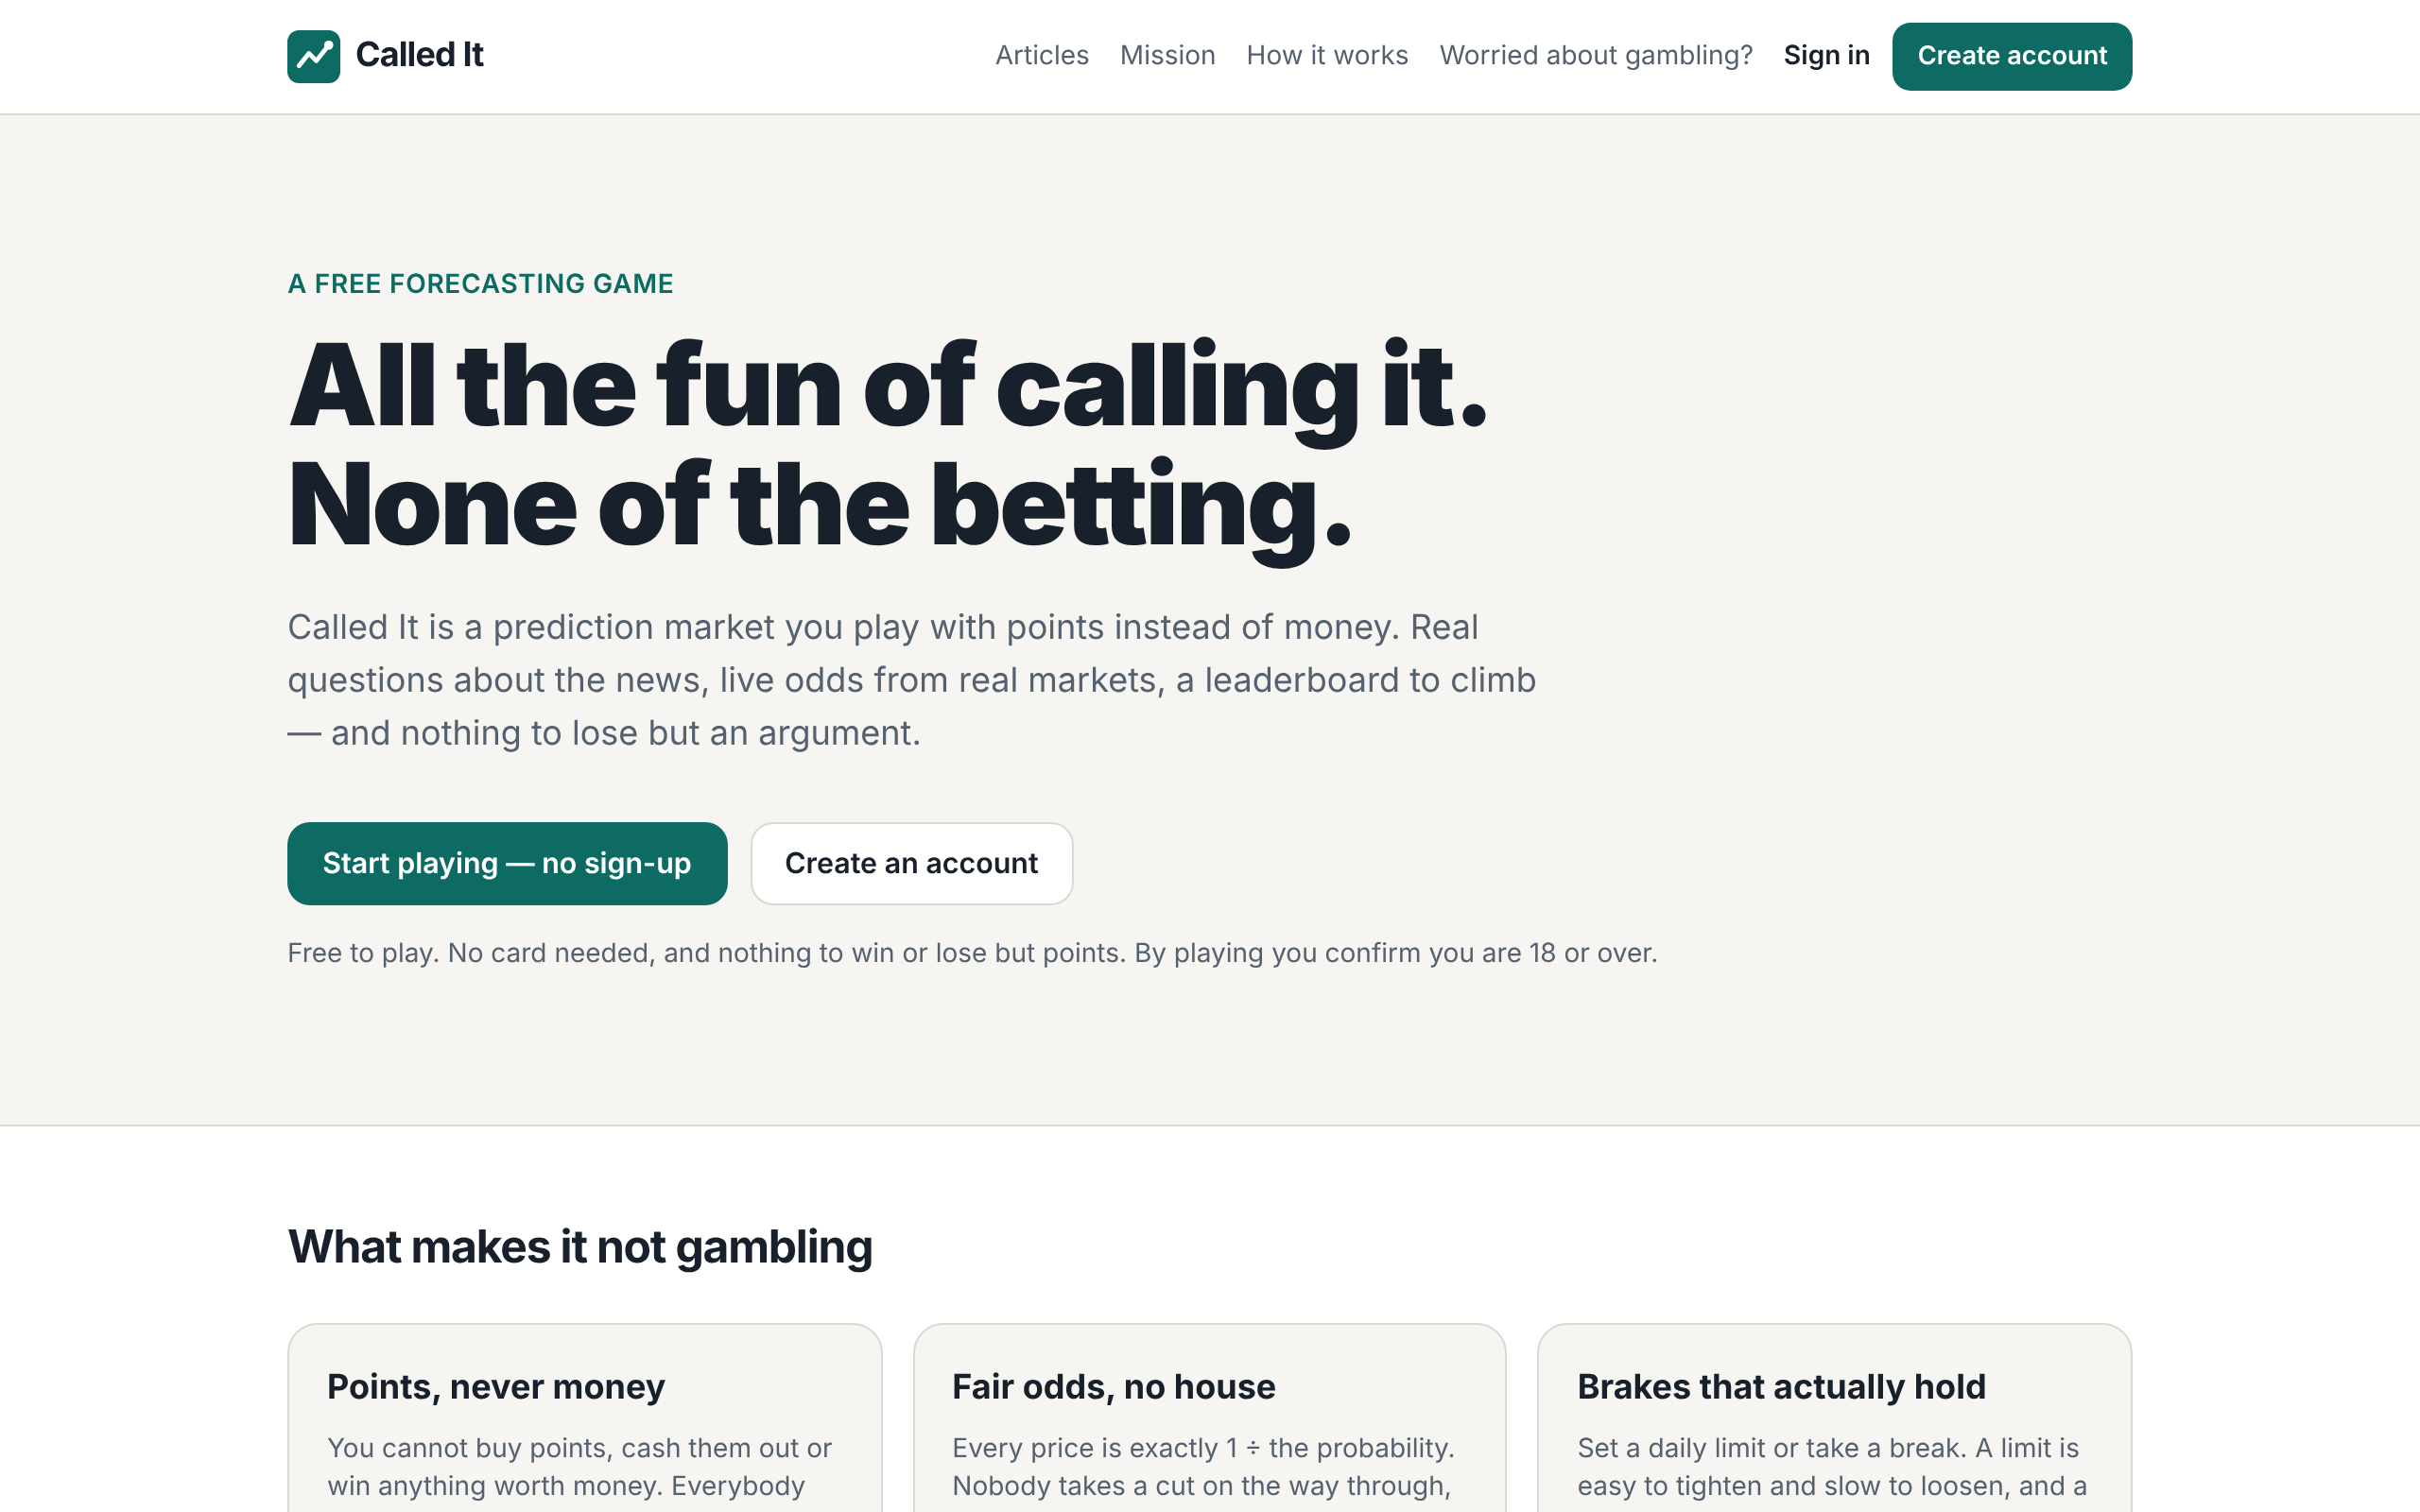 Called It
Articles Mission How it works Worried about gambling? Sign in Create account
A FREE FORECASTING GAME
All the fun of calling it.
None of the betting.
Called It is a prediction market you play with points instead of money. Real
questions about the news, live odds from real markets, a leaderboard to climb
— and nothing to lose but an argument.
Start playing — no sign-up
Create an account
Free to play. No card needed, and nothing to win or lose but points. By playing you confirm you are 18 or over.
What makes it not gambling
Points, never money
You cannot buy points, cash them out or
win anything worth money. Everybody
Fair odds, no house
Every price is exactly 1 ÷ the probability.
Nobody takes a cut on the way through,
Brakes that actually hold
Set a daily limit or take a break. A limit is
easy to tighten and slow to loosen, and a